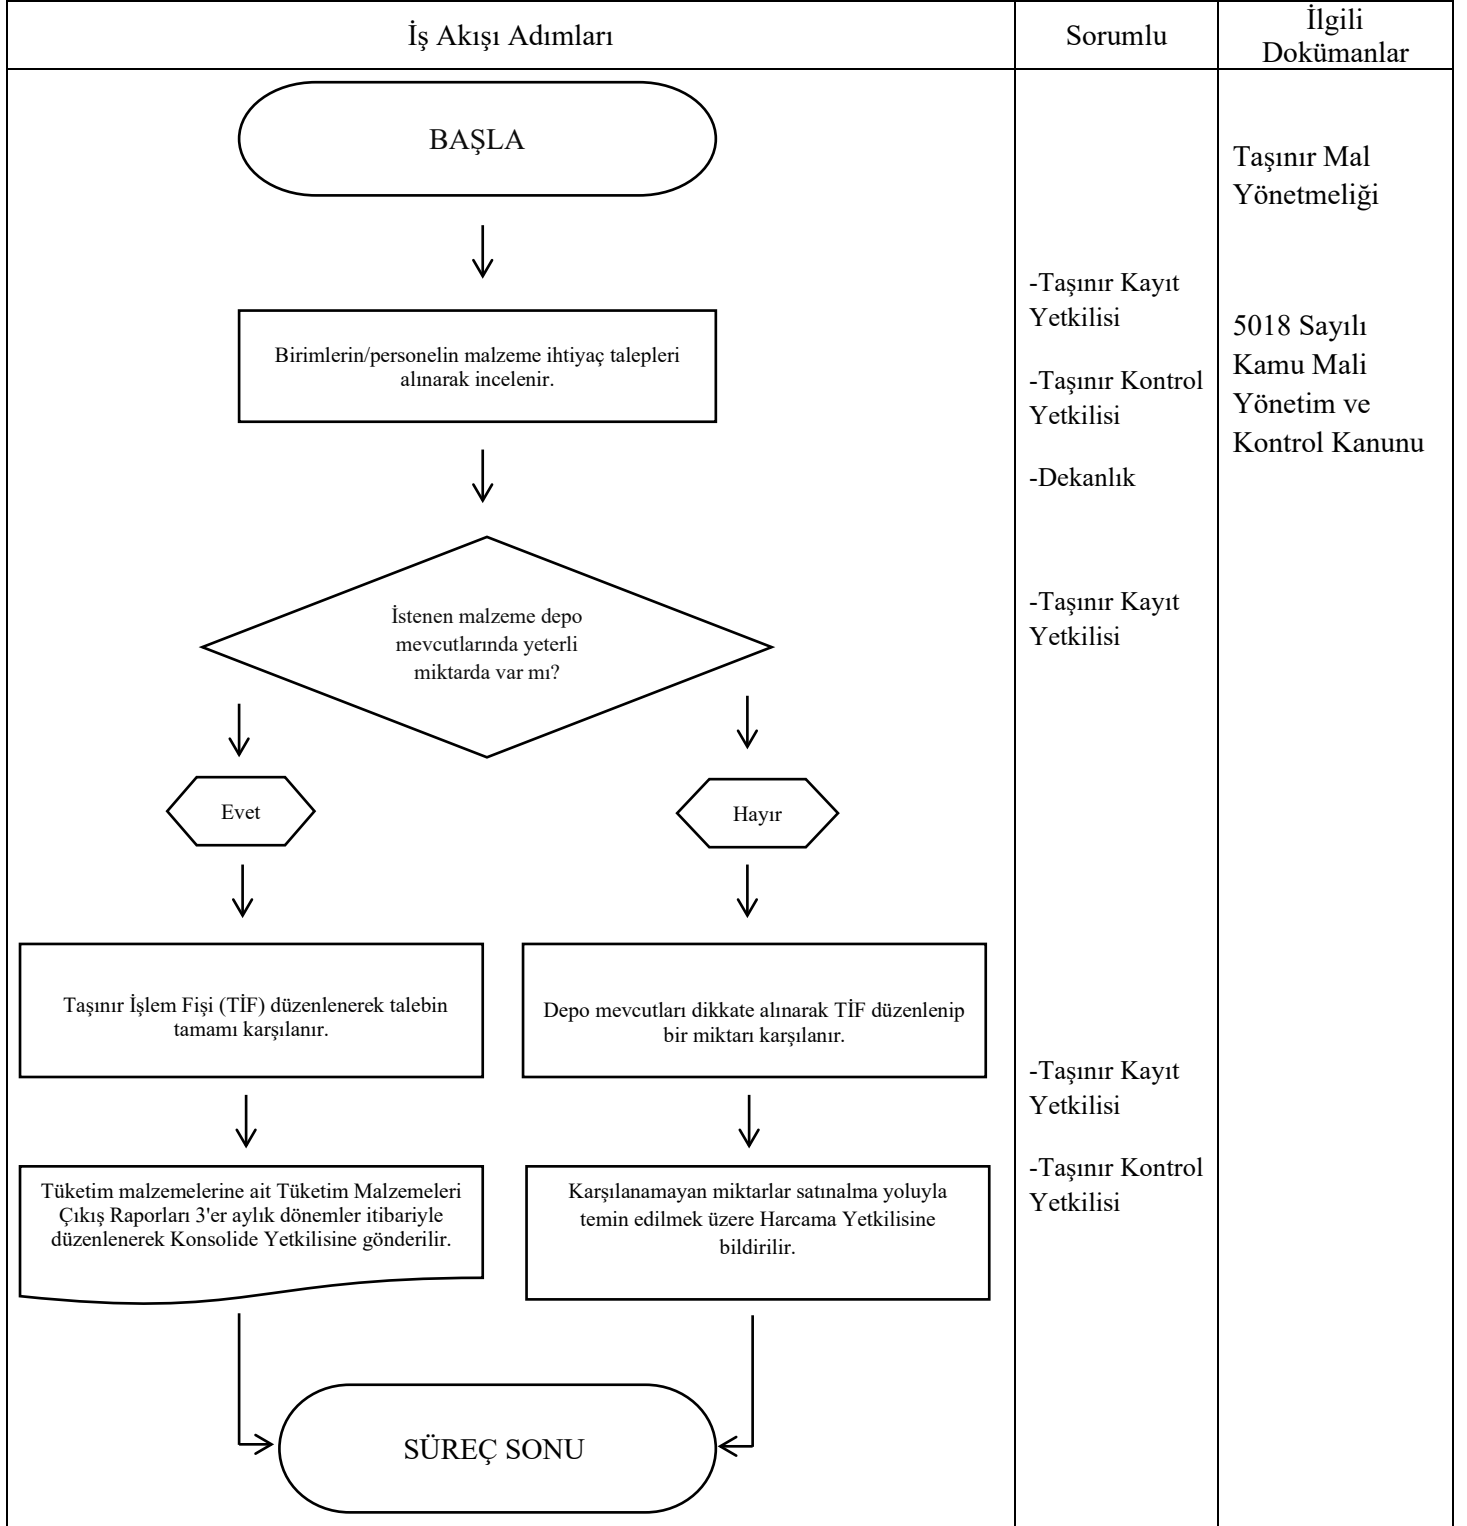 İş Akışı Adımları
Sorumlu
İlgili
Dokümanlar
BAŞLA
Birimlerin/personelin malzeme ihtiyaç talepleri
alınarak incelenir.
İstenen malzeme depo
mevcutlarında yeterli
miktarda var mı?
Evet
Hayır
Taşınır İşlem Fişi (TİF) düzenlenerek talebin
tamamı karşılanır.
Depo mevcutları dikkate alınarak TİF düzenlenip
bir miktarı karşılanır.
Tüketim malzemelerine ait Tüketim Malzemeleri
Çıkış Raporları 3'er aylık dönemler itibariyle
düzenlenerek Konsolide Yetkilisine gönderilir.
Karşılanamayan miktarlar satınalma yoluyla
temin edilmek üzere Harcama Yetkilisine
bildirilir.
SÜREÇ SONU
-Taşınır Kayıt
Yetkilisi
-Taşınır Kontrol
Yetkilisi
-Dekanlık
-Taşınır Kayıt
Yetkilisi
-Taşınır Kayıt
Yetkilisi
-Taşınır Kontrol
Yetkilisi
Taşınır Mal
Yönetmeliği
5018 Sayılı
Kamu Mali
Yönetim ve
Kontrol Kanunu